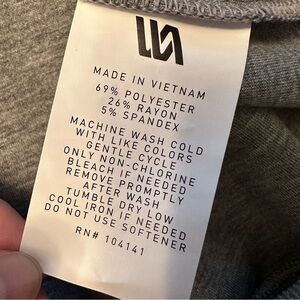 MADE IN VIETNAM
69% POLYESTER
26% RAYON
5% SPANDEX
MACHINE WASH COLD
WITH LIKE COLORS
GENTLE CYCLE
ONLY NON-CHLORINE
BLEACH IF NEEDED
REMOVE PROMPTLY
AFTER WASH
TUMBLE DRY LOW
COOL IRON IF NEEDED
DO NOT USE SOFTENER
RN# 104141